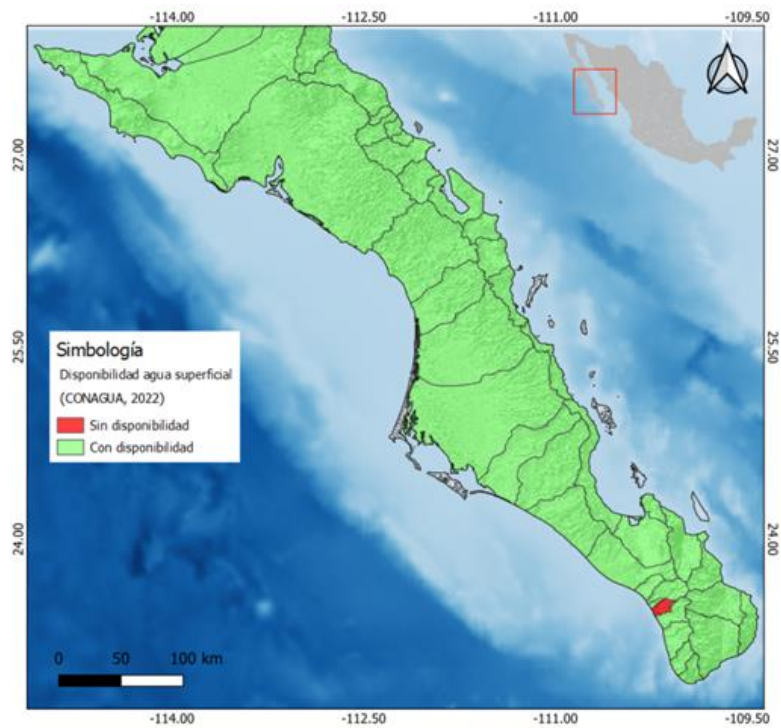 -114.00 -112.50 -111.00 -109.50
N
27.00 27.00
25.50 25.50
24.00 24.00
Simbología
Disponibilidad agua superficial
(CONAGUA, 2022)
Sin disponibilidad
Con disponibilidad
0 50 100 km
-114.00 -112.50 -111.00 -109.50